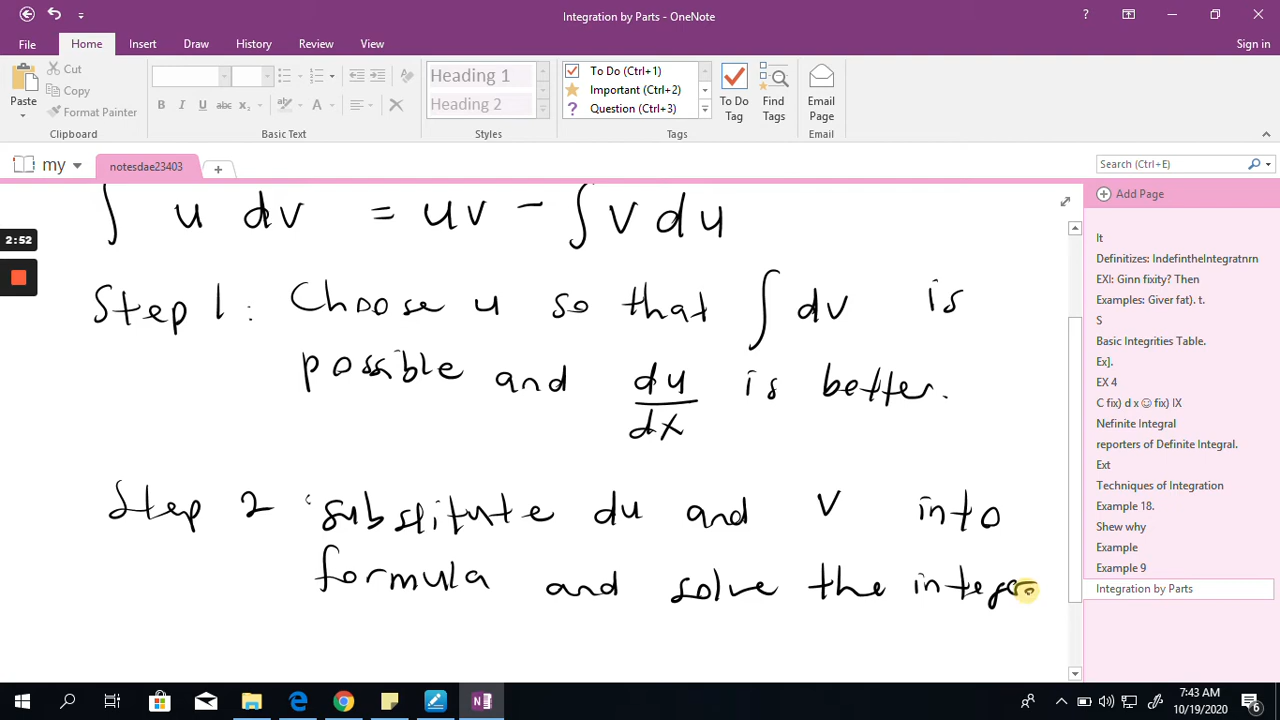 Integration by Parts - OneNote
File Home Insert Draw History Review View
Sign in
Paste
Cut
Copy
Format Painter
Clipboard
Basic Text
Heading 1
Heading 2
Styles
To Do (Ctrl+1)
Important (Ctrl+2)
Question (Ctrl+3)
Tags
To Do Tag
Find Tags
Email Page
Email
my
notesdae23403
Search (Ctrl+E)
2:52
∫ u dv = uv - ∫ v du
Step 1: Choose u so that ∫ dv is
possible and du/dx is better.
Step 2: substitute du and v into
formula and solve the
Add Page
It
Definitizes: IndefintheIntegratnrn
EXI: Ginn fixity? Then
Examples: Giver fat). t.
S
Basic Integrities Table.
Ex].
EX 4
C fix) d x ☺ fix) IX
Nefinite Integral
reporters of Definite Integral.
Ext
Techniques of Integration
Example 18.
Shew why
Example
Example 9
Integration by Parts
7:43 AM
10/19/2020
6